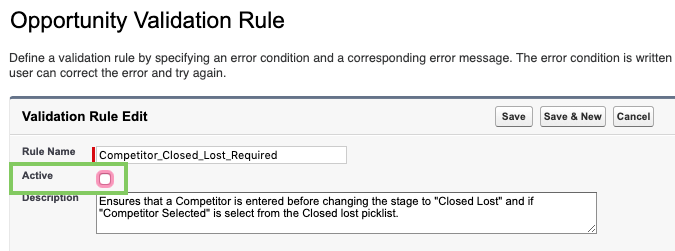 Opportunity Validation Rule
Define a validation rule by specifying an error condition and a corresponding error message. The error condition is written
user can correct the error and try again.
Validation Rule Edit Save Save & New Cancel
Rule Name Competitor_Closed_Lost_Required
Active
Description Ensures that a Competitor is entered before changing the stage to "Closed Lost" and if
"Competitor Selected" is select from the Closed lost picklist.